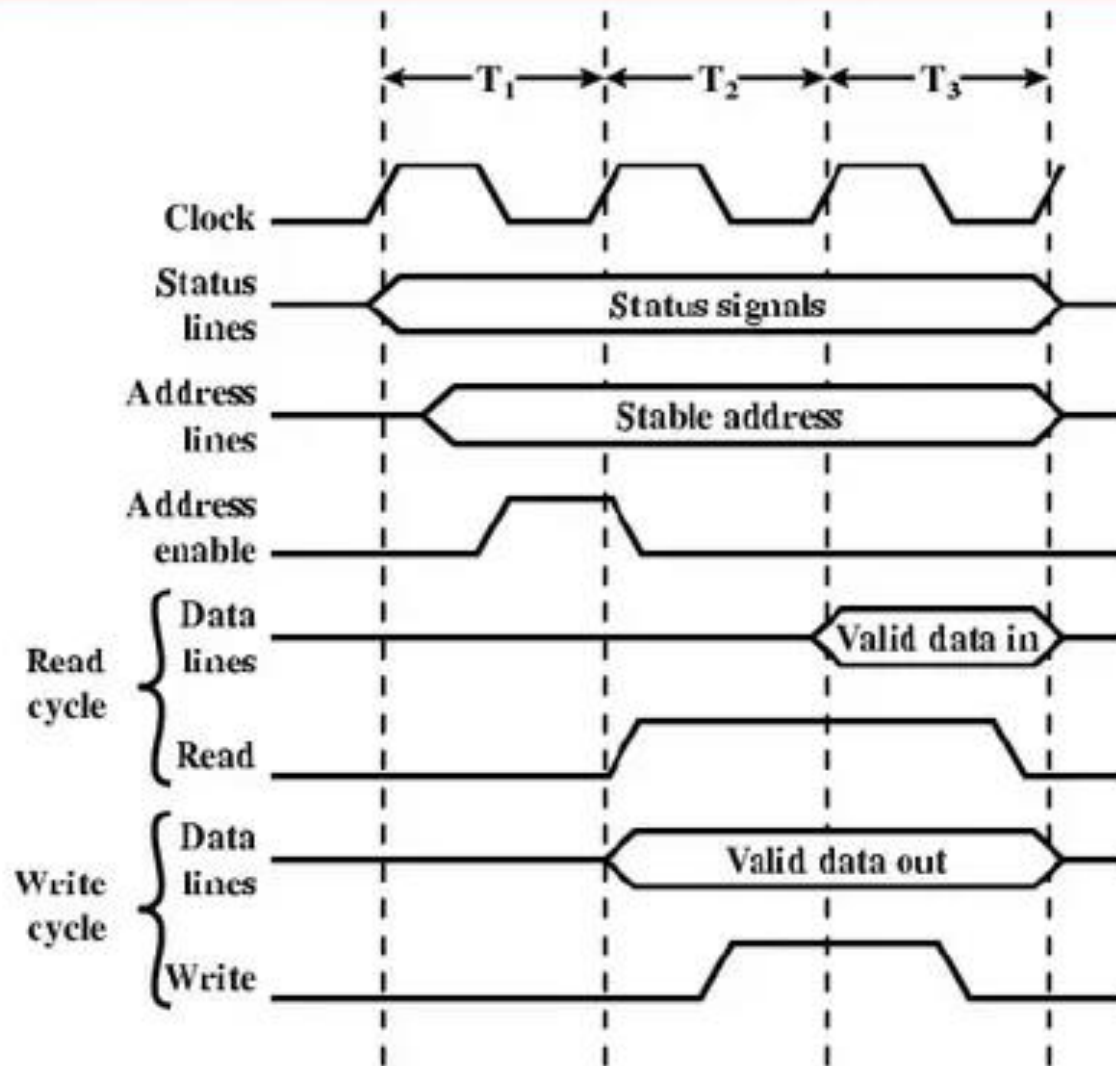 T₁ T₂ T₃
Clock
Status
lines
Status signals
Address
lines
Stable address
Address
enable
Read
cycle
Data
lines
Valid data in
Read
Write
cycle
Data
lines
Valid data out
Write